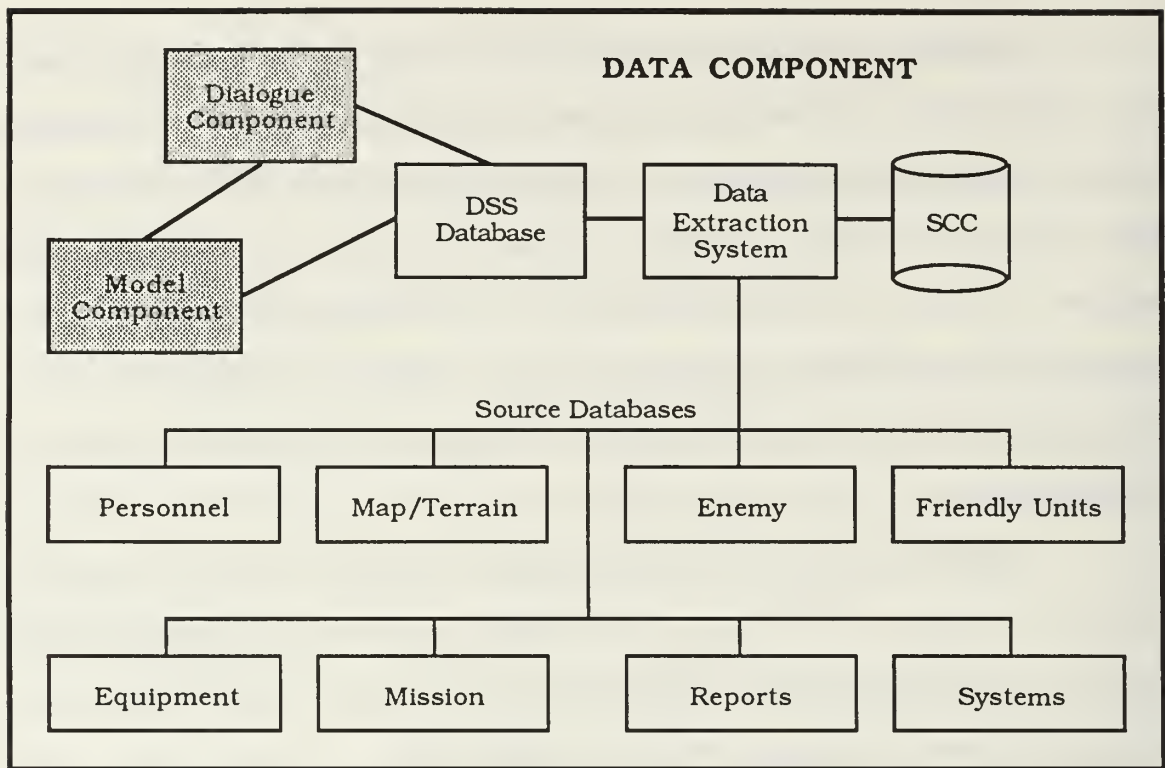 DATA COMPONENT
Dialogue
Component
DSS
Database
Data
Extraction
System
SCC
Model
Component
Source Databases
Personnel
Map/Terrain
Enemy
Friendly Units
Equipment
Mission
Reports
Systems